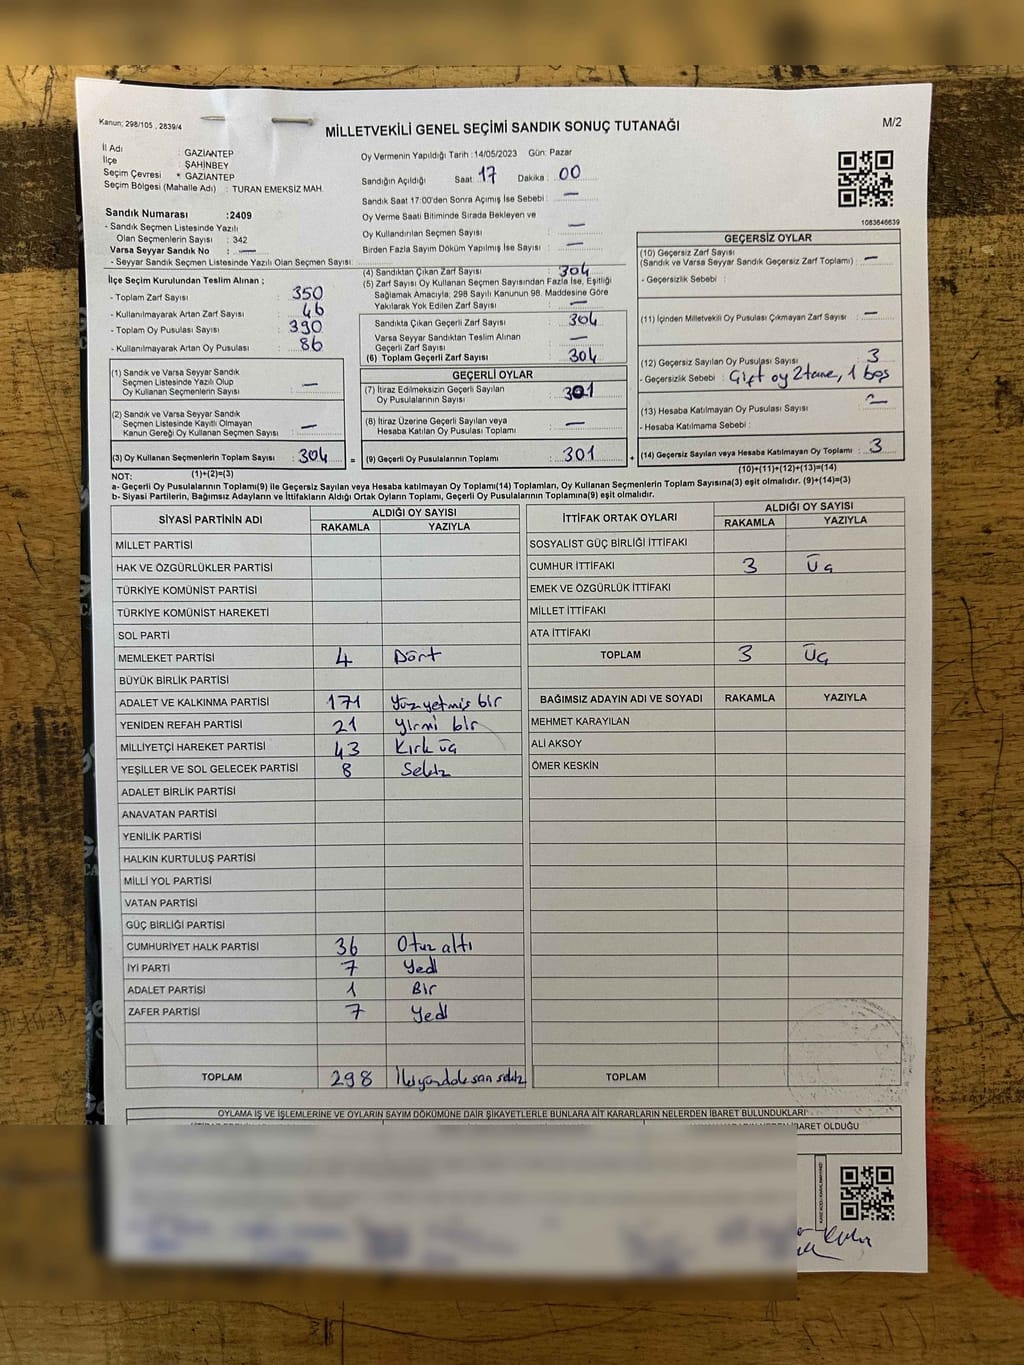 Kanun; 298/105 , 2839/4
MİLLETVEKİLİ GENEL SEÇİMİ SANDIK SONUÇ TUTANAĞI
M/2
İl Adı : GAZİANTEP
İlçe : ŞAHİNBEY
Seçim Çevresi : GAZİANTEP
Seçim Bölgesi (Mahalle Adı) : TURAN EMEKSİZ MAH.
Sandık Numarası :2409
- Sandık Seçmen Listesinde Yazılı
Olan Seçmenlerin Sayısı : 342
Varsa Seyyar Sandık No : —
- Seyyar Sandık Seçmen Listesinde Yazılı Olan Seçmen Sayısı:
Oy Vermenin Yapıldığı Tarih :14/05/2023 Gün: Pazar
Sandığın Açıldığı Saat: 17 Dakika : 00
Sandık Saat 17:00'den Sonra Açımış İse Sebebi : —
Oy Verme Saati Bitiminde Sırada Bekleyen ve
Oy Kullandırılan Seçmen Sayısı : —
Birden Fazla Sayım Döküm Yapılmış İse Sayısı : —
1083646639
İlçe Seçim Kurulundan Teslim Alınan ;
- Toplam Zarf Sayısı : 350
- Kullanılmayarak Artan Zarf Sayısı : 46
- Toplam Oy Pusulası Sayısı : 390
- Kullanılmayarak Artan Oy Pusulası : 86
(1) Sandık ve Varsa Seyyar Sandık
Seçmen Listesinde Yazılı Olup
Oy Kullanan Seçmenlerin Sayısı : —
(2) Sandık ve Varsa Seyyar Sandık
Seçmen Listesinde Kayıtlı Olmayan
Kanun Gereği Oy Kullanan Seçmen Sayısı : —
(3) Oy Kullanan Seçmenlerin Toplam Sayısı : 304
(1)+(2)=(3)
(4) Sandıktan Çıkan Zarf Sayısı : 304
(5) Zarf Sayısı Oy Kullanan Seçmen Sayısından Fazla İse, Eşitliği
Sağlamak Amacıyla, 298 Sayılı Kanunun 98. Maddesine Göre
Yakılarak Yok Edilen Zarf Sayısı : —
Sandıkta Çıkan Geçerli Zarf Sayısı : 304
Varsa Seyyar Sandıktan Teslim Alınan
Geçerli Zarf Sayısı : —
(6) Toplam Geçerli Zarf Sayısı : 304
GEÇERLİ OYLAR
(7) İtiraz Edilmeksizin Geçerli Sayılan
Oy Pusulalarının Sayısı : 301
(8) İtiraz Üzerine Geçerli Sayılan veya
Hesaba Katılan Oy Pusulası Toplamı : —
= (9) Geçerli Oy Pusulalarının Toplamı : 301
GEÇERSİZ OYLAR
(10) Geçersiz Zarf Sayısı
(Sandık ve Varsa Seyyar Sandık Geçersiz Zarf Toplamı) : —
- Geçersizlik Sebebi :
(11) İçinden Milletvekili Oy Pusulası Çıkmayan Zarf Sayısı : —
(12) Geçersiz Sayılan Oy Pusulası Sayısı : 3
- Geçersizlik Sebebi : Çift oy 2 tane, 1 boş
(13) Hesaba Katılmayan Oy Pusulası Sayısı : —
- Hesaba Katılmama Sebebi :
+ (14) Geçersiz Sayılan veya Hesaba Katılmayan Oy Toplamı : 3
(10)+(11)+(12)+(13)=(14)
NOT:
a- Geçerli Oy Pusulalarının Toplamı(9) ile Geçersiz Sayılan veya Hesaba Katılmayan Oy Toplamı(14) Toplamları, Oy Kullanan Seçmenlerin Toplam Sayısına(3) eşit olmalıdır. (9)+(14)=(3)
b- Siyasi Partilerin, Bağımsız Adayların ve İttifakların Aldığı Ortak Oyların Toplamı, Geçerli Oy Pusulalarının Toplamına(9) eşit olmalıdır.
SİYASİ PARTİNİN ADI ALDIĞI OY SAYISI
RAKAMLA YAZIYLA
MİLLET PARTİSİ
HAK VE ÖZGÜRLÜKLER PARTİSİ
TÜRKİYE KOMÜNİST PARTİSİ
TÜRKİYE KOMÜNİST HAREKETİ
SOL PARTİ
MEMLEKET PARTİSİ 4 Dört
BÜYÜK BİRLİK PARTİSİ
ADALET VE KALKINMA PARTİSİ 171 Yüzyetmiş bir
YENİDEN REFAH PARTİSİ 21 Yirmi bir
MİLLİYETÇİ HAREKET PARTİSİ 43 Kırk üç
YEŞİLLER VE SOL GELECEK PARTİSİ 8 Sekiz
ADALET BİRLİK PARTİSİ
ANAVATAN PARTİSİ
YENİLİK PARTİSİ
HALKIN KURTULUŞ PARTİSİ
MİLLİ YOL PARTİSİ
VATAN PARTİSİ
GÜÇ BİRLİĞİ PARTİSİ
CUMHURİYET HALK PARTİSİ 36 Otuz altı
İYİ PARTİ 7 Yedi
ADALET PARTİSİ 1 Bir
ZAFER PARTİSİ 7 Yedi
TOPLAM 298 İkiyüzdoksan sekiz
İTTİFAK ORTAK OYLARI ALDIĞI OY SAYISI
RAKAMLA YAZIYLA
SOSYALİST GÜÇ BİRLİĞİ İTTİFAKI
CUMHUR İTTİFAKI 3 Üç
EMEK VE ÖZGÜRLÜK İTTİFAKI
MİLLET İTTİFAKI
ATA İTTİFAKI
TOPLAM 3 Üç
BAĞIMSIZ ADAYIN ADI VE SOYADI RAKAMLA YAZIYLA
MEHMET KARAYILAN
ALİ AKSOY
ÖMER KESKİN
TOPLAM
OYLAMA İŞ VE İŞLEMLERİNE VE OYLARIN SAYIM DÖKÜMÜNE DAİR ŞİKAYETLERLE BUNLARA AİT KARARLARIN NELERDEN İBARET BULUNDUKLARI
İBARET OLDUĞU